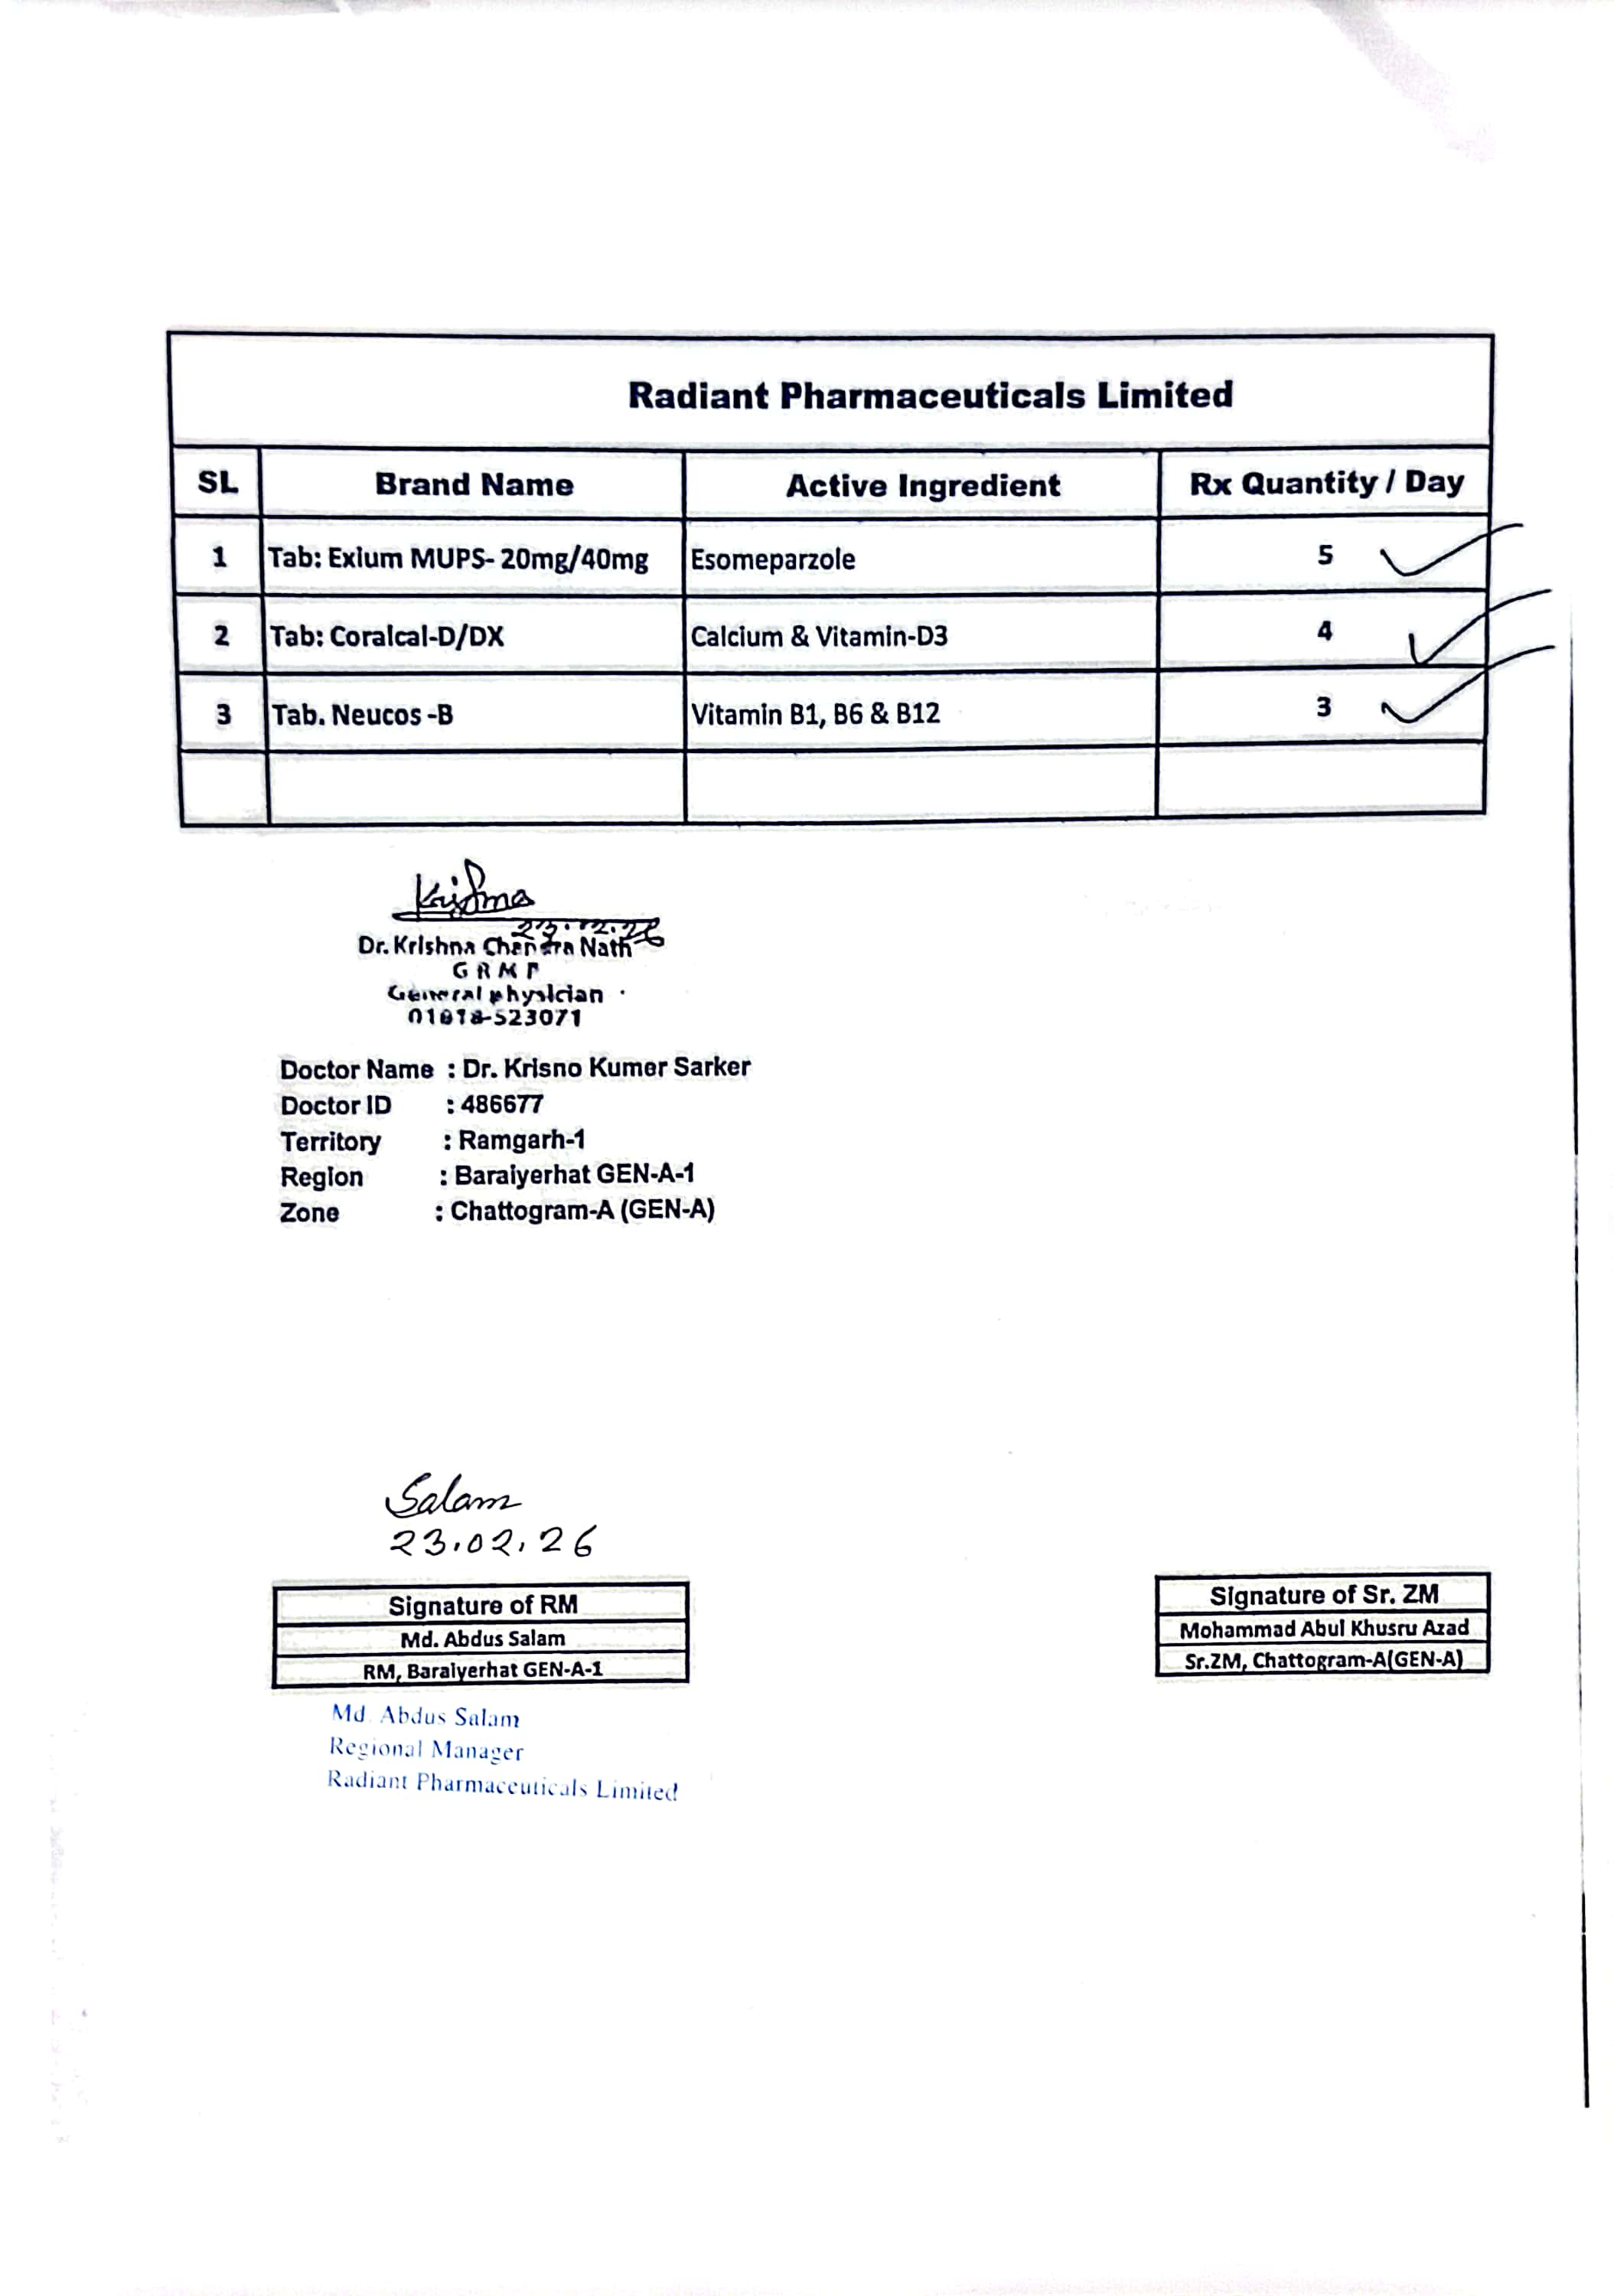 Radiant Pharmaceuticals Limited
SL Brand Name Active Ingredient Rx Quantity / Day
1 Tab: Exium MUPS- 20mg/40mg Esomeparzole 5
2 Tab: Coralcal-D/DX Calcium & Vitamin-D3 4
3 Tab. Neucos -B Vitamin B1, B6 & B12 3
Krishna
23.02.26
Dr. Krishna Chandra Nath
G R M P
General physician
523071
Doctor Name : Dr. Krisno Kumer Sarker
Doctor ID : 486677
Territory : Ramgarh-1
Region : Baraiyerhat GEN-A-1
Zone : Chattogram-A (GEN-A)
Salam
23.02.26
Signature of RM
Md. Abdus Salam
RM, Baraiyerhat GEN-A-1
Signature of Sr. ZM
Mohammad Abul Khusru Azad
Sr.ZM, Chattogram-A(GEN-A)
Md. Abdus Salam
Regional Manager
Radiant Pharmaceuticals Limited